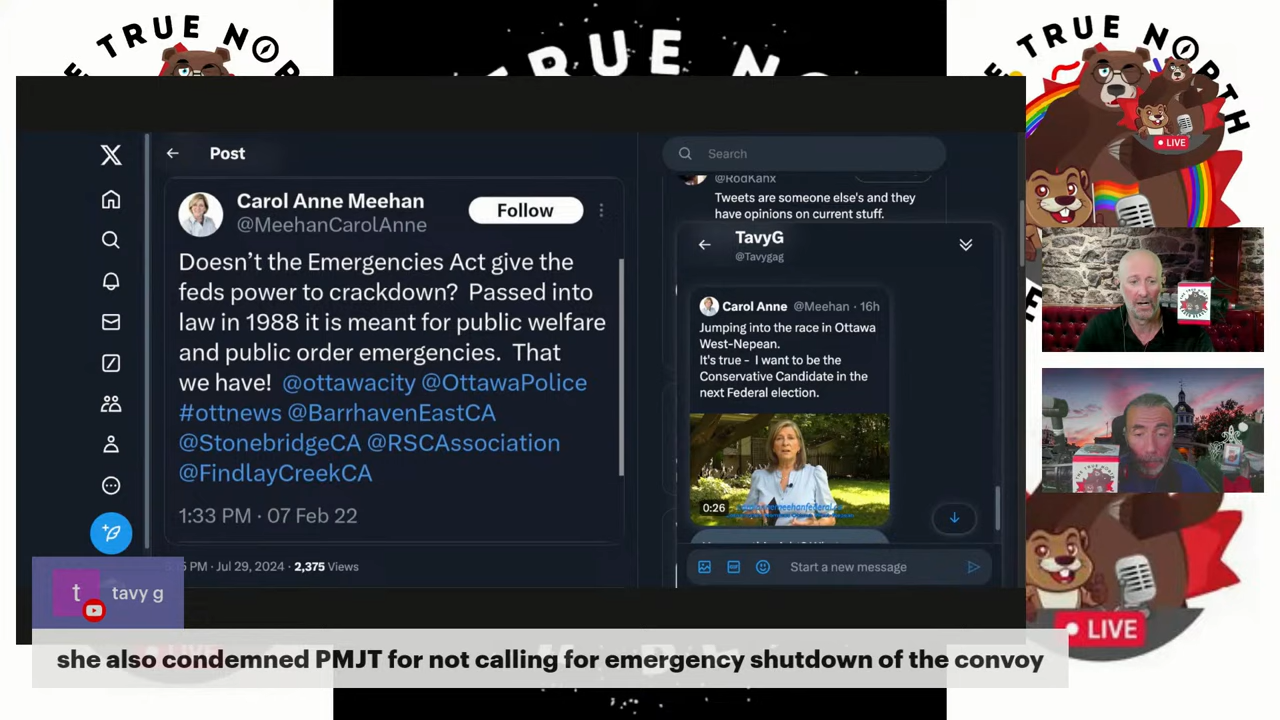 TRUE NORTH
TRUE NO
E TRUE NORTH
LIVE
Post
Search
Carol Anne Meehan
@MeehanCarolAnne
Follow
Doesn’t the Emergencies Act give the
feds power to crackdown? Passed into
law in 1988 it is meant for public welfare
and public order emergencies. That
we have! @ottawacity @OttawaPolice
#ottnews @BarrhavenEastCA
@StonebridgeCA @RSCAssociation
@FindlayCreekCA
1:33 PM · 07 Feb 22
PM · Jul 29, 2024 · 2,375 Views
@RodKahx
Tweets are someone else's and they
have opinions on current stuff.
TavyG
@Tavygag
Carol Anne @Meehan · 16h
Jumping into the race in Ottawa
West-Nepean.
It's true - I want to be the
Conservative Candidate in the
next Federal election.
0:26
Start a new message
t
tavy g
LIVE
she also condemned PMJT for not calling for emergency shutdown of the convoy